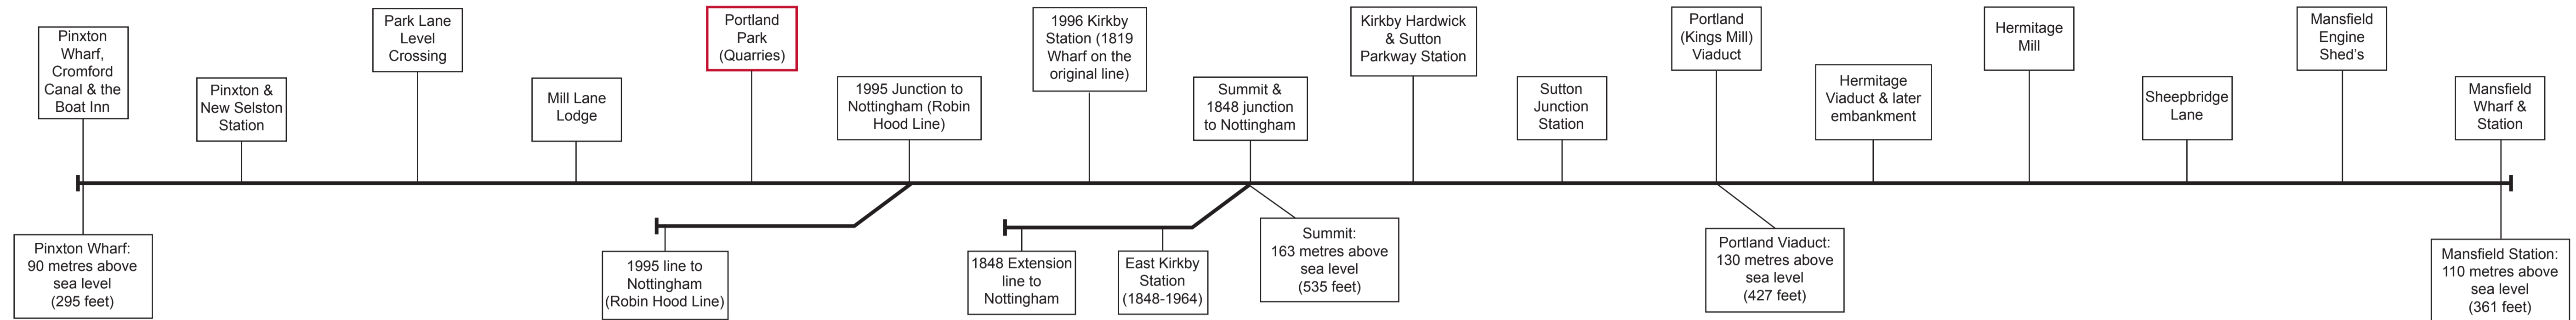 Pinxton
Wharf,
Cromford
Canal & the
Boat Inn
Pinxton &
New Selston
Station
Park Lane
Level
Crossing
Mill Lane
Lodge
Portland
Park
(Quarries)
1995 Junction to
Nottingham (Robin
Hood Line)
1996 Kirkby
Station (1819
Wharf on the
original line)
Summit &
1848 junction
to Nottingham
Kirkby Hardwick
& Sutton
Parkway Station
Sutton
Junction
Station
Portland
(Kings Mill)
Viaduct
Hermitage
Viaduct & later
embankment
Hermitage
Mill
Sheepbridge
Lane
Mansfield
Engine
Shed's
Mansfield
Wharf &
Station
Pinxton Wharf:
90 metres above
sea level
(295 feet)
1995 line to
Nottingham
(Robin Hood Line)
1848 Extension
line to
Nottingham
East Kirkby
Station
(1848-1964)
Summit:
163 metres above
sea level
(535 feet)
Portland Viaduct:
130 metres above
sea level
(427 feet)
Mansfield Station:
110 metres above
sea level
(361 feet)